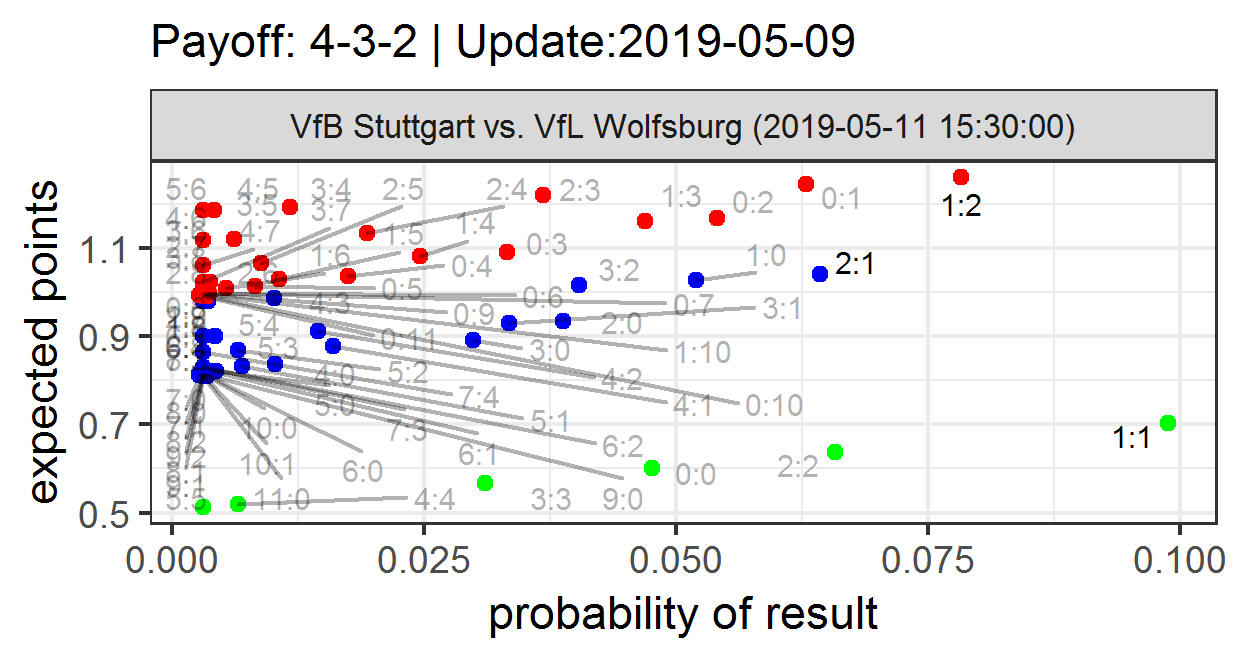 Payoff: 4-3-2 | Update:2019-05-09
VfB Stuttgart vs. VfL Wolfsburg (2019-05-11 15:30:00)
expected points
1.1
0.9
0.7
0.5
5:6 4:5 3:4 2:5 2:4 2:3 1:3 0:2 0:1 1:2
4:6 3:5 3:7
4:7 1:5 1:4 0:3
1:6 0:4 3:2 1:0 2:1
2:6 0:5 0:6 0:7 3:1
4:3 0:9 2:0
5:4 0:11
5:3 3:0 1:10
4:0 5:2 4:2
5:0 7:4 4:1 0:10
10:0 7:3 5:1
6:1 6:2 1:1
10:1 6:0 0:0 2:2
5:5 11:0 4:4 3:3 9:0
0.000 0.025 0.050 0.075 0.100
probability of result